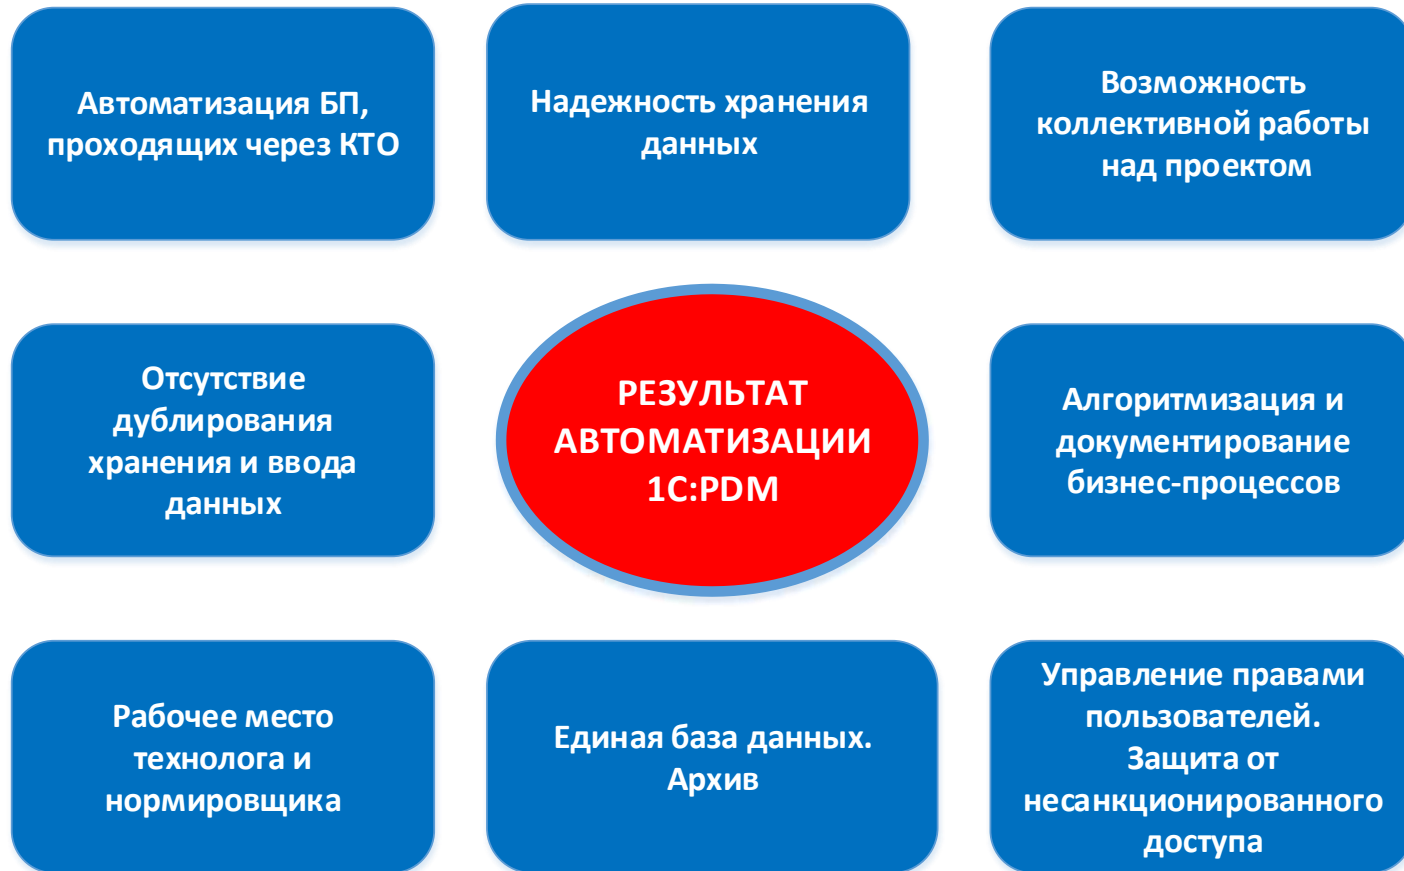 Автоматизация БП,
проходящих через КТО
Надежность хранения
данных
Возможность
коллективной работы
над проектом
Отсутствие
дублирования
хранения и ввода
данных
РЕЗУЛЬТАТ
АВТОМАТИЗАЦИИ
1С:PDM
Алгоритмизация и
документирование
бизнес-процессов
Рабочее место
технолога и
нормировщика
Единая база данных.
Архив
Управление правами
пользователей.
Защита от
несанкционированного
доступа